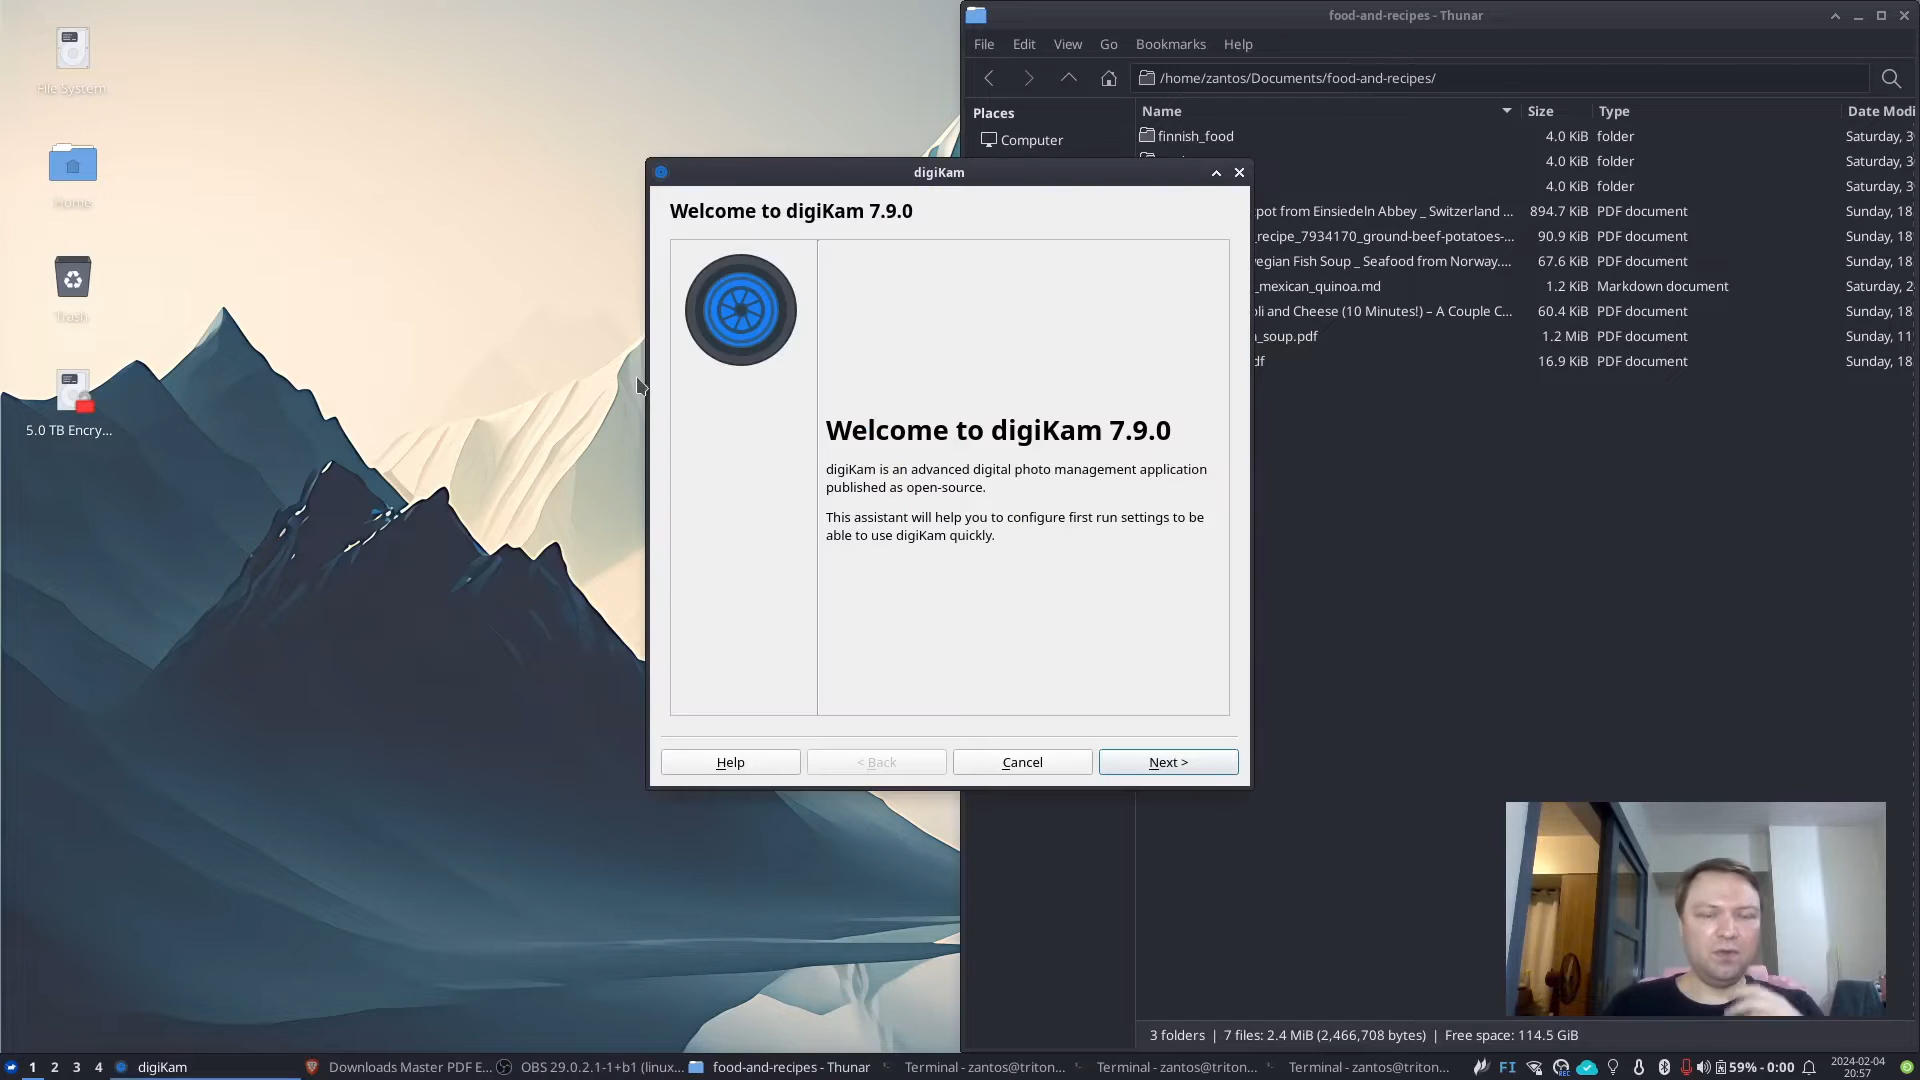 File System
Home
Trash
5.0 TB Encry...
food-and-recipes - Thunar
File Edit View Go Bookmarks Help
/home/zantos/Documents/food-and-recipes/
Places
Computer
Name Size Type Date Modi
finnish_food 4.0 KiB folder Saturday, 3
4.0 KiB folder Saturday, 3
4.0 KiB folder Saturday, 3
pot from Einsiedeln Abbey _ Switzerland ... 894.7 KiB PDF document Sunday, 18
_recipe_7934170_ground-beef-potatoes-... 90.9 KiB PDF document Sunday, 18
vegian Fish Soup _ Seafood from Norway.... 67.6 KiB PDF document Sunday, 18
_mexican_quinoa.md 1.2 KiB Markdown document Saturday, 2
oli and Cheese (10 Minutes!) – A Couple C... 60.4 KiB PDF document Sunday, 18
_soup.pdf 1.2 MiB PDF document Sunday, 11
df 16.9 KiB PDF document Sunday, 18
digiKam
Welcome to digiKam 7.9.0
Welcome to digiKam 7.9.0
digiKam is an advanced digital photo management application
published as open-source.
This assistant will help you to configure first run settings to be
able to use digiKam quickly.
Help < Back Cancel Next >
3 folders | 7 files: 2.4 MiB (2,466,708 bytes) | Free space: 114.5 GiB
1 2 3 4 digiKam Downloads Master PDF E... OBS 29.0.2.1-1+b1 (linux... food-and-recipes - Thunar Terminal - zantos@triton... Terminal - zantos@triton... Terminal - zantos@triton... FI 59% - 0:00 2024-02-04
20:57